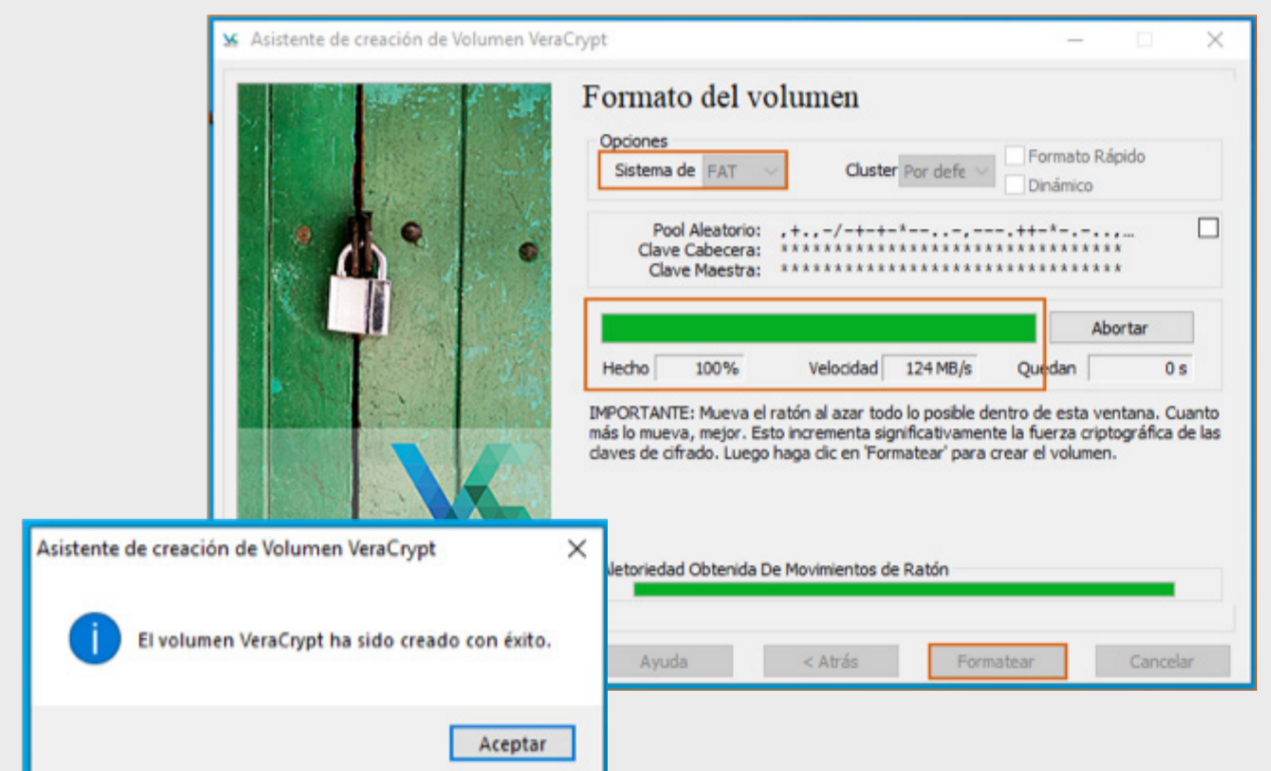 Asistente de creación de Volumen VeraCrypt
Formato del volumen
Opciones
Sistema de FAT Cluster Por defe Formato Rápido
Dinámico
Pool Aleatorio: ,+.,-/-+-+-*--..-,---.++-*-.-..,...
Clave Cabecera: ********************************
Clave Maestra: ********************************
Abortar
Hecho 100% Velocidad 124 MB/s Quedan 0 s
IMPORTANTE: Mueva el ratón al azar todo lo posible dentro de esta ventana. Cuanto
más lo mueva, mejor. Esto incrementa significativamente la fuerza criptográfica de las
claves de cifrado. Luego haga clic en 'Formatear' para crear el volumen.
letoriedad Obtenida De Movimientos de Ratón
Ayuda < Atrás Formatear Cancelar
Asistente de creación de Volumen VeraCrypt
El volumen VeraCrypt ha sido creado con éxito.
Aceptar